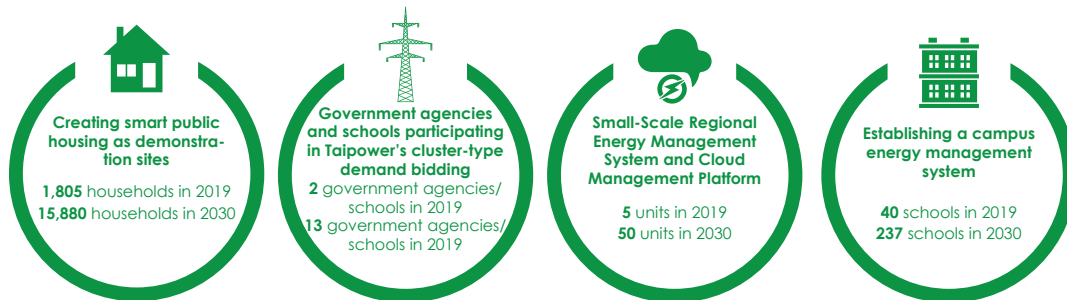 Creating smart public
housing as demonstra-
tion sites
1,805 households in 2019
15,880 households in 2030
Government agencies
and schools participating
in Taipower's cluster-type
demand bidding
2 government agencies/
schools in 2019
13 government agencies/
schools in 2019
Small-Scale Regional
Energy Management
System and Cloud
Management Platform
5 units in 2019
50 units in 2030
Establishing a campus
energy management
system
40 schools in 2019
237 schools in 2030